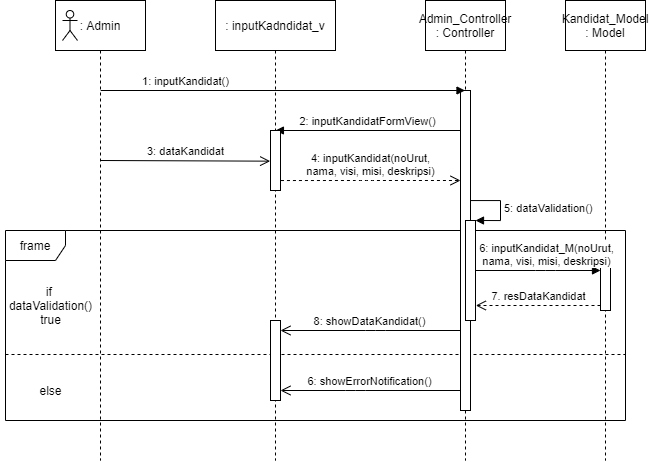 : Admin
: inputKadndidat_v
Admin_Controller
: Controller
Kandidat_Model
: Model
1: inputKandidat()
2: inputKandidatFormView()
3: dataKandidat
4: inputKandidat(noUrut,
nama, visi, misi, deskripsi)
5: dataValidation()
frame
6: inputKandidat_M(noUrut,
nama, visi, misi, deskripsi)
if
dataValidation()
true
7. resDataKandidat
8: showDataKandidat()
else
6: showErrorNotification()